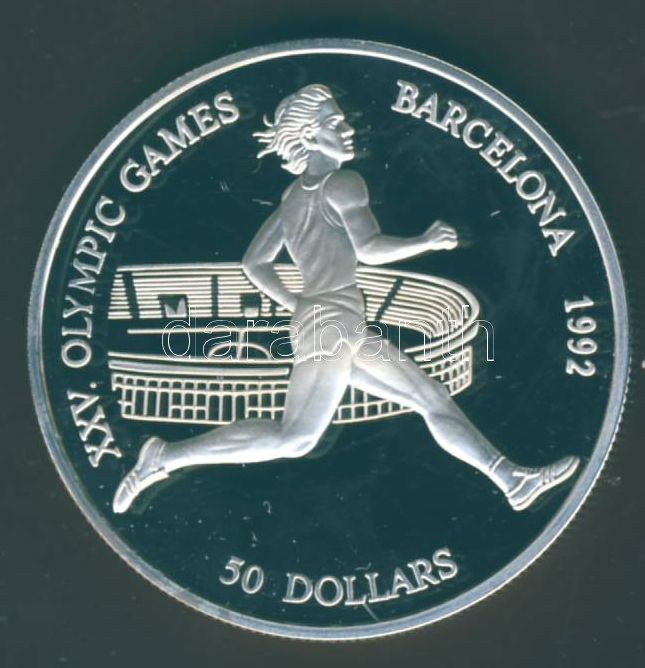 XXV. OLYMPIC GAMES
BARCELONA
1992
darabanth
50 DOLLARS